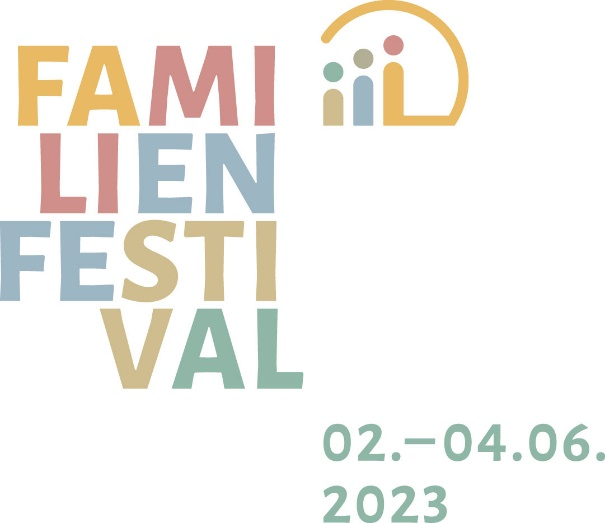 FAMI
LIEN
FESTI
VAL
02.–04.06.
2023